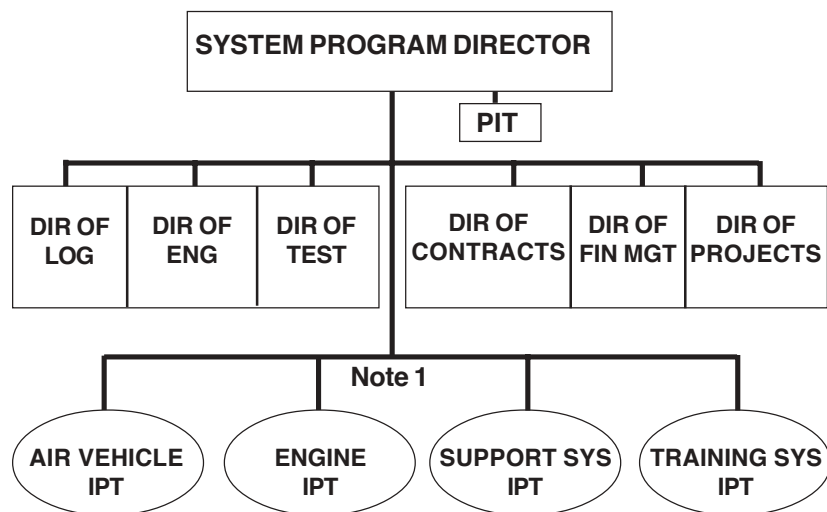 SYSTEM PROGRAM DIRECTOR
PIT
DIR OF
LOG
DIR OF
ENG
DIR OF
TEST
DIR OF
CONTRACTS
DIR OF
FIN MGT
DIR OF
PROJECTS
Note 1
AIR VEHICLE
IPT
ENGINE
IPT
SUPPORT SYS
IPT
TRAINING SYS
IPT